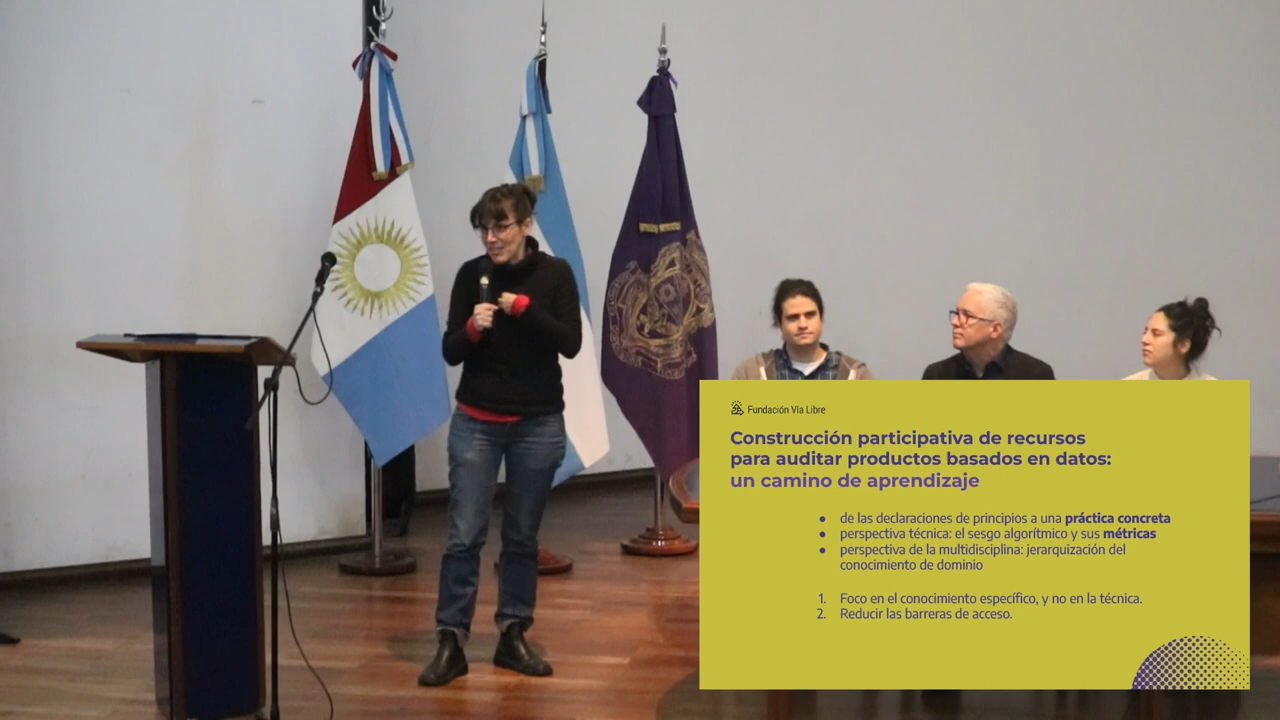 Fundación Vía Libre
Construcción participativa de recursos
para auditar productos basados en datos:
un camino de aprendizaje
● de las declaraciones de principios a una práctica concreta
● perspectiva técnica: el sesgo algorítmico y sus métricas
● perspectiva de la multidisciplina: jerarquización del
conocimiento de dominio
1. Foco en el conocimiento específico, y no en la técnica.
2. Reducir las barreras de acceso.